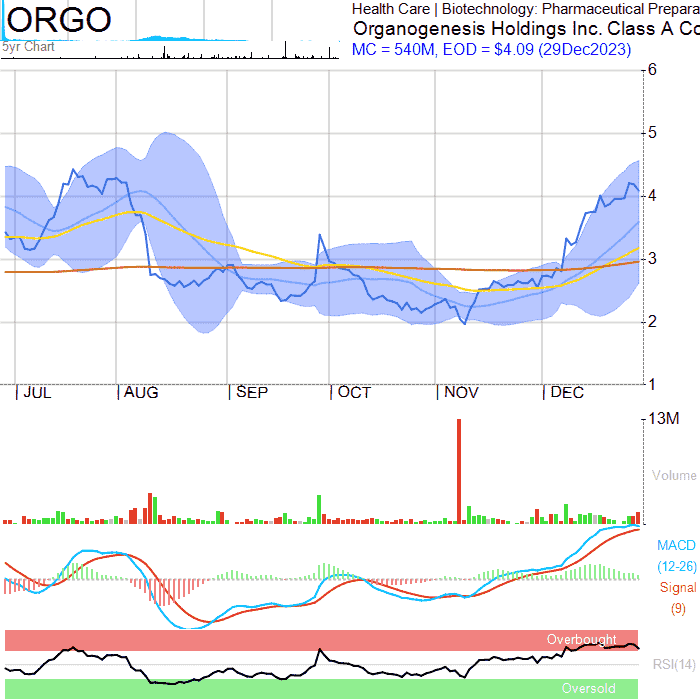 ORGO
5yr Chart
Health Care | Biotechnology: Pharmaceutical Prepara
Organogenesis Holdings Inc. Class A Co
MC = 540M, EOD = $4.09 (29Dec2023)
6
5
4
3
2
1
JUL AUG SEP OCT NOV DEC
13M
Volume
MACD
(12-26)
Signal
(9)
Overbought
RSI(14)
Oversold